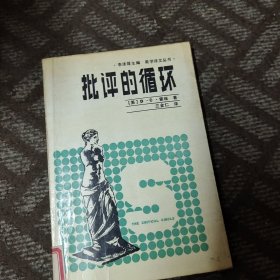 ·李泽厚主编 美学译文丛书·
批评的循环
〔美〕D·C·霍埃 著
兰金仁 译
THE CRITICAL CIRCLE